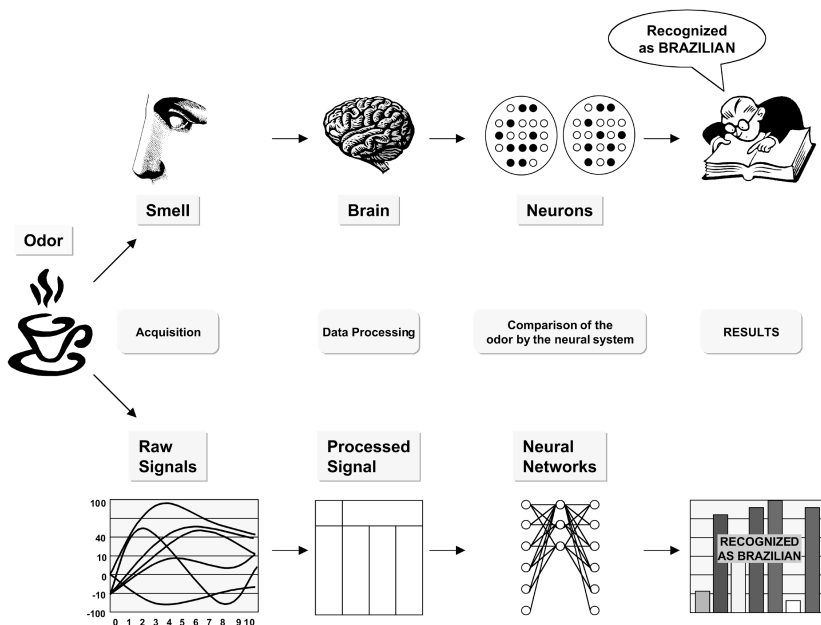 Recognized
as BRAZILIAN
Smell
Brain
Neurons
Odor
Acquisition
Data Processing
Comparison of the
odor by the neural system
RESULTS
Raw
Signals
Processed
Signal
Neural
Networks
100
40
10
0
-10
-100
0 1 2 3 4 5 6 7 8 9 10
RECOGNIZED
AS BRAZILIAN